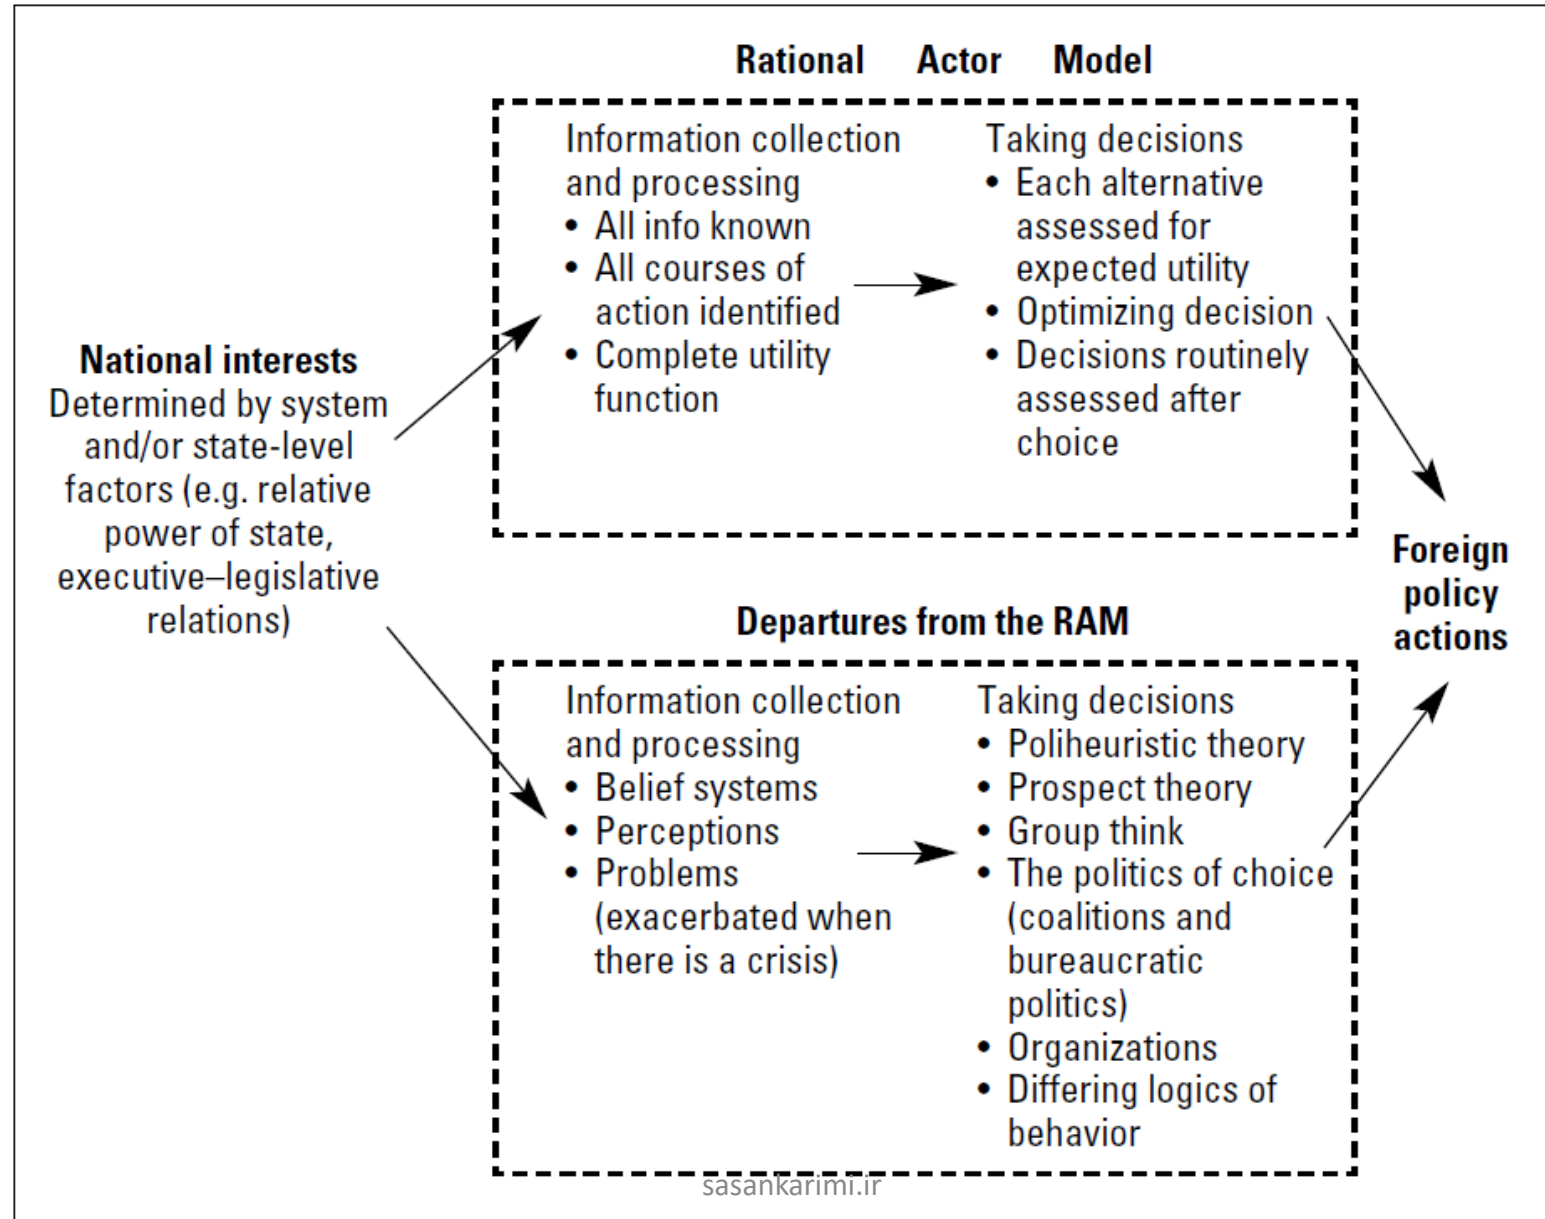 Rational Actor Model
Information collection
and processing
• All info known
• All courses of
action identified
• Complete utility
function
Taking decisions
• Each alternative
assessed for
expected utility
• Optimizing decision
• Decisions routinely
assessed after
choice
National interests
Determined by system
and/or state-level
factors (e.g. relative
power of state,
executive–legislative
relations)
Foreign
policy
actions
Departures from the RAM
Information collection
and processing
• Belief systems
• Perceptions
• Problems
(exacerbated when
there is a crisis)
Taking decisions
• Poliheuristic theory
• Prospect theory
• Group think
• The politics of choice
(coalitions and
bureaucratic
politics)
• Organizations
• Differing logics of
behavior
sasankarimi.ir